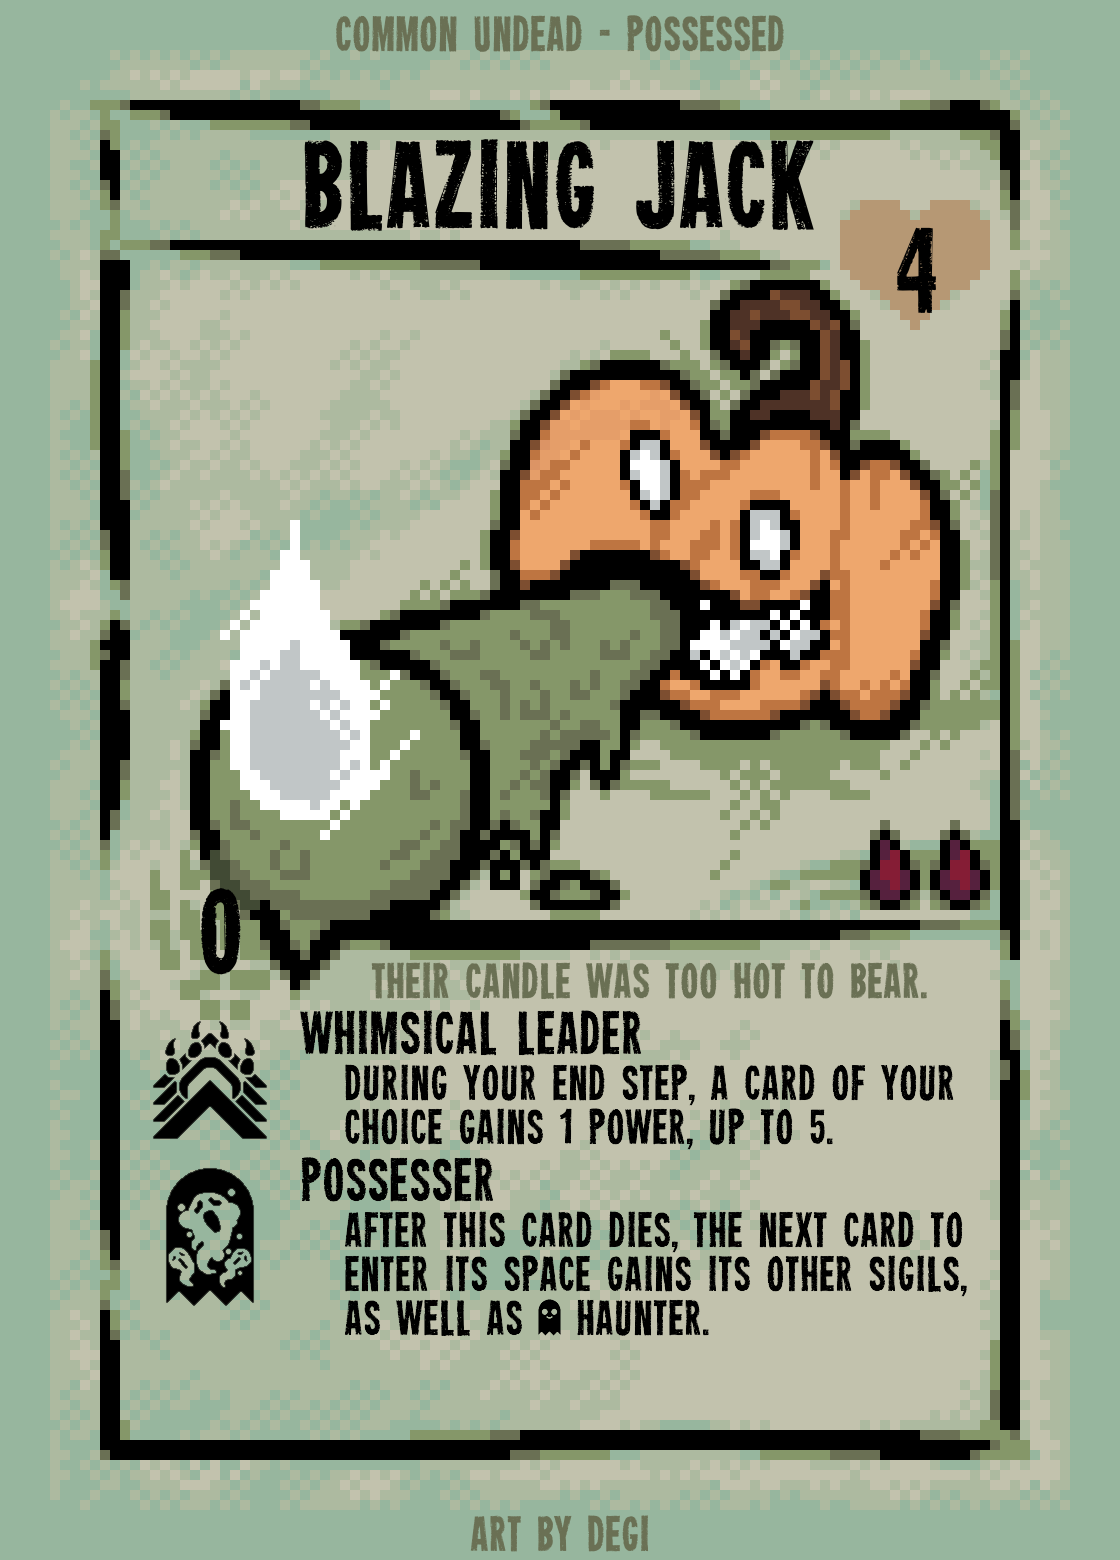 COMMON UNDEAD - POSSESSED
BLAZING JACK
4
0
THEIR CANDLE WAS TOO HOT TO BEAR.
WHIMSICAL LEADER
DURING YOUR END STEP, A CARD OF YOUR
CHOICE GAINS 1 POWER, UP TO 5.
POSSESSER
AFTER THIS CARD DIES, THE NEXT CARD TO
ENTER ITS SPACE GAINS ITS OTHER SIGILS,
AS WELL AS HAUNTER.
ART BY DEGI